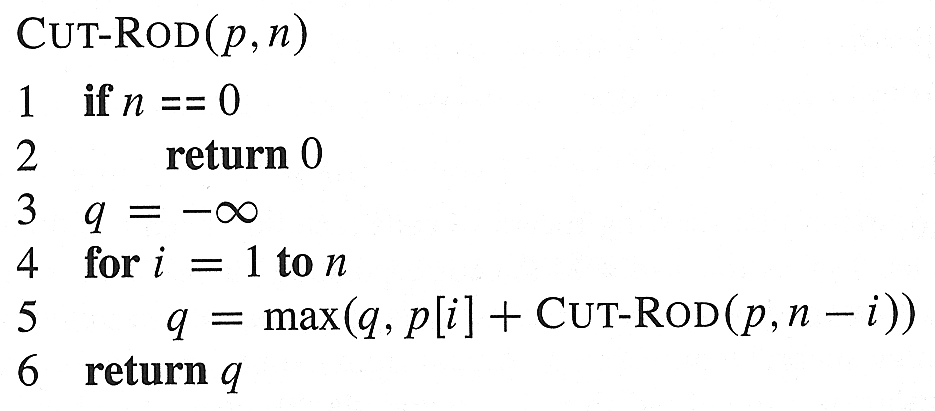 CUT-ROD(p, n)
1 if n == 0
2 return 0
3 q = −∞
4 for i = 1 to n
5 q = max(q, p[i] + CUT-ROD(p, n − i))
6 return q